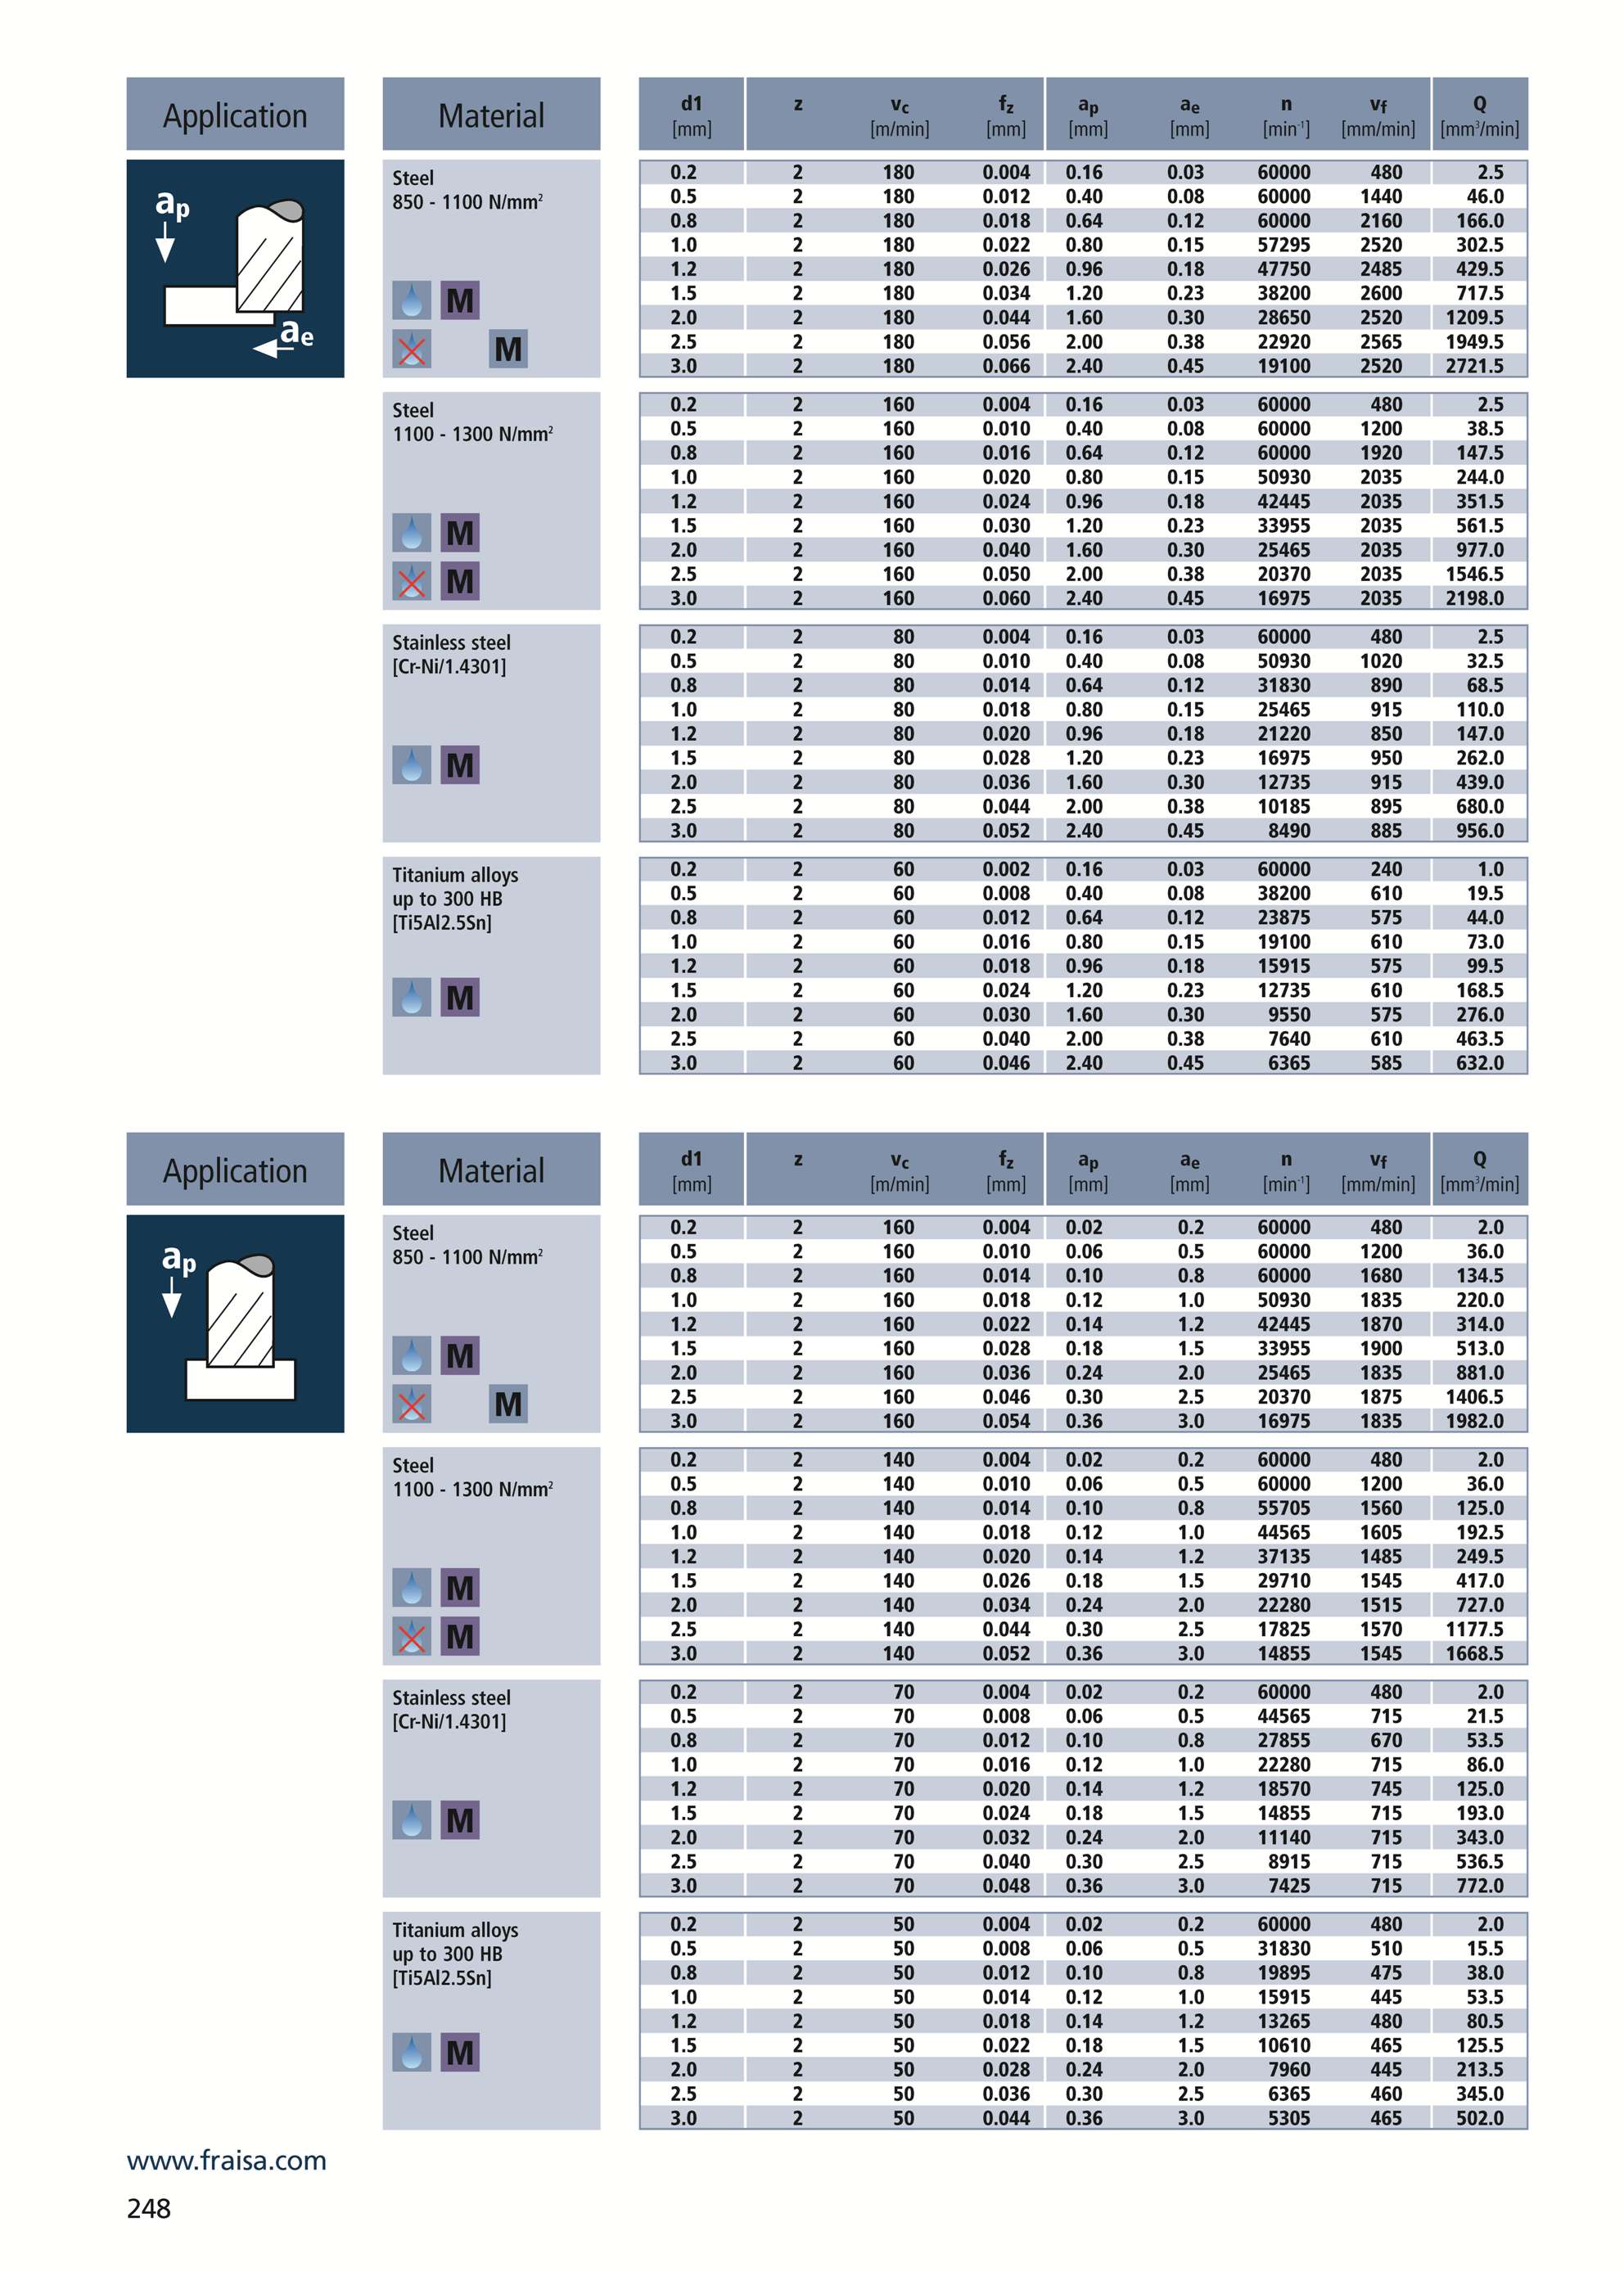 Application Material d1 z vc fz ap ae n vf Q
[mm] [m/min] [mm] [mm] [mm] [min⁻¹] [mm/min] [mm³/min]
ap
ae
Steel
850 - 1100 N/mm²
M
M
0.2 2 180 0.004 0.16 0.03 60000 480 2.5
0.5 2 180 0.012 0.40 0.08 60000 1440 46.0
0.8 2 180 0.018 0.64 0.12 60000 2160 166.0
1.0 2 180 0.022 0.80 0.15 57295 2520 302.5
1.2 2 180 0.026 0.96 0.18 47750 2485 429.5
1.5 2 180 0.034 1.20 0.23 38200 2600 717.5
2.0 2 180 0.044 1.60 0.30 28650 2520 1209.5
2.5 2 180 0.056 2.00 0.38 22920 2565 1949.5
3.0 2 180 0.066 2.40 0.45 19100 2520 2721.5
Steel
1100 - 1300 N/mm²
M
M
0.2 2 160 0.004 0.16 0.03 60000 480 2.5
0.5 2 160 0.010 0.40 0.08 60000 1200 38.5
0.8 2 160 0.016 0.64 0.12 60000 1920 147.5
1.0 2 160 0.020 0.80 0.15 50930 2035 244.0
1.2 2 160 0.024 0.96 0.18 42445 2035 351.5
1.5 2 160 0.030 1.20 0.23 33955 2035 561.5
2.0 2 160 0.040 1.60 0.30 25465 2035 977.0
2.5 2 160 0.050 2.00 0.38 20370 2035 1546.5
3.0 2 160 0.060 2.40 0.45 16975 2035 2198.0
Stainless steel
[Cr-Ni/1.4301]
M
0.2 2 80 0.004 0.16 0.03 60000 480 2.5
0.5 2 80 0.010 0.40 0.08 50930 1020 32.5
0.8 2 80 0.014 0.64 0.12 31830 890 68.5
1.0 2 80 0.018 0.80 0.15 25465 915 110.0
1.2 2 80 0.020 0.96 0.18 21220 850 147.0
1.5 2 80 0.028 1.20 0.23 16975 950 262.0
2.0 2 80 0.036 1.60 0.30 12735 915 439.0
2.5 2 80 0.044 2.00 0.38 10185 895 680.0
3.0 2 80 0.052 2.40 0.45 8490 885 956.0
Titanium alloys
up to 300 HB
[Ti5Al2.5Sn]
M
0.2 2 60 0.002 0.16 0.03 60000 240 1.0
0.5 2 60 0.008 0.40 0.08 38200 610 19.5
0.8 2 60 0.012 0.64 0.12 23875 575 44.0
1.0 2 60 0.016 0.80 0.15 19100 610 73.0
1.2 2 60 0.018 0.96 0.18 15915 575 99.5
1.5 2 60 0.024 1.20 0.23 12735 610 168.5
2.0 2 60 0.030 1.60 0.30 9550 575 276.0
2.5 2 60 0.040 2.00 0.38 7640 610 463.5
3.0 2 60 0.046 2.40 0.45 6365 585 632.0
Application Material d1 z vc fz ap ae n vf Q
[mm] [m/min] [mm] [mm] [mm] [min⁻¹] [mm/min] [mm³/min]
ap
Steel
850 - 1100 N/mm²
M
M
0.2 2 160 0.004 0.02 0.2 60000 480 2.0
0.5 2 160 0.010 0.06 0.5 60000 1200 36.0
0.8 2 160 0.014 0.10 0.8 60000 1680 134.5
1.0 2 160 0.018 0.12 1.0 50930 1835 220.0
1.2 2 160 0.022 0.14 1.2 42445 1870 314.0
1.5 2 160 0.028 0.18 1.5 33955 1900 513.0
2.0 2 160 0.036 0.24 2.0 25465 1835 881.0
2.5 2 160 0.046 0.30 2.5 20370 1875 1406.5
3.0 2 160 0.054 0.36 3.0 16975 1835 1982.0
Steel
1100 - 1300 N/mm²
M
M
0.2 2 140 0.004 0.02 0.2 60000 480 2.0
0.5 2 140 0.010 0.06 0.5 60000 1200 36.0
0.8 2 140 0.014 0.10 0.8 55705 1560 125.0
1.0 2 140 0.018 0.12 1.0 44565 1605 192.5
1.2 2 140 0.020 0.14 1.2 37135 1485 249.5
1.5 2 140 0.026 0.18 1.5 29710 1545 417.0
2.0 2 140 0.034 0.24 2.0 22280 1515 727.0
2.5 2 140 0.044 0.30 2.5 17825 1570 1177.5
3.0 2 140 0.052 0.36 3.0 14855 1545 1668.5
Stainless steel
[Cr-Ni/1.4301]
M
0.2 2 70 0.004 0.02 0.2 60000 480 2.0
0.5 2 70 0.008 0.06 0.5 44565 715 21.5
0.8 2 70 0.012 0.10 0.8 27855 670 53.5
1.0 2 70 0.016 0.12 1.0 22280 715 86.0
1.2 2 70 0.020 0.14 1.2 18570 745 125.0
1.5 2 70 0.024 0.18 1.5 14855 715 193.0
2.0 2 70 0.032 0.24 2.0 11140 715 343.0
2.5 2 70 0.040 0.30 2.5 8915 715 536.5
3.0 2 70 0.048 0.36 3.0 7425 715 772.0
Titanium alloys
up to 300 HB
[Ti5Al2.5Sn]
M
0.2 2 50 0.004 0.02 0.2 60000 480 2.0
0.5 2 50 0.008 0.06 0.5 31830 510 15.5
0.8 2 50 0.012 0.10 0.8 19895 475 38.0
1.0 2 50 0.014 0.12 1.0 15915 445 53.5
1.2 2 50 0.018 0.14 1.2 13265 480 80.5
1.5 2 50 0.022 0.18 1.5 10610 465 125.5
2.0 2 50 0.028 0.24 2.0 7960 445 213.5
2.5 2 50 0.036 0.30 2.5 6365 460 345.0
3.0 2 50 0.044 0.36 3.0 5305 465 502.0
www.fraisa.com
248